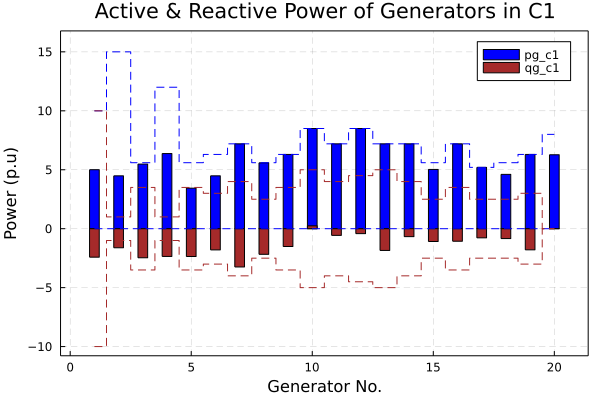 Active & Reactive Power of Generators in C1
pg_c1
qg_c1
15
10
5
0
−5
−10
Power (p.u)
0 5 10 15 20
Generator No.